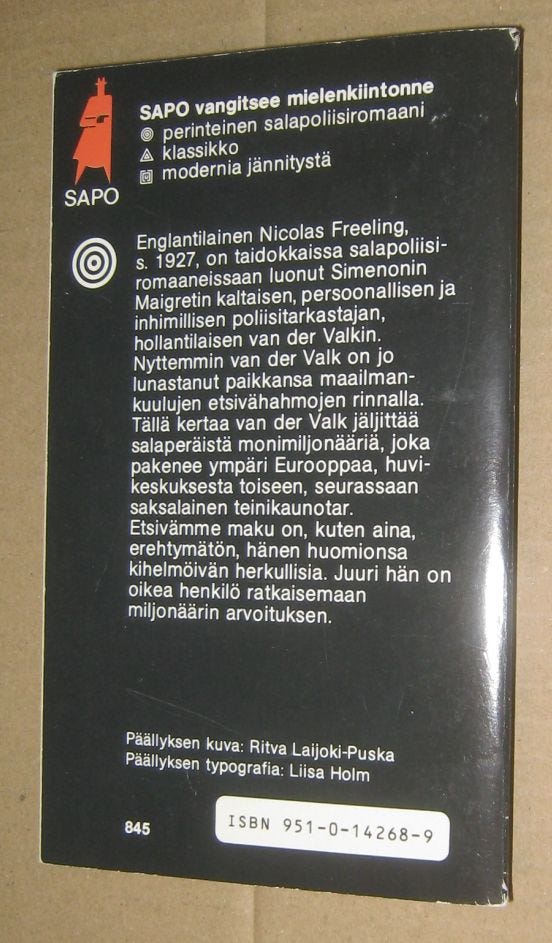 SAPO vangitsee mielenkiintonne
perinteinen salapoliisiromaani
klassikko
modernia jännitystä
SAPO
Englantilainen Nicolas Freeling,
s. 1927, on taidokkaissa salapoliisi-
romaaneissaan luonut Simenonin
Maigretin kaltaisen, persoonallisen ja
inhimillisen poliisitarkastajan,
hollantilaisen van der Valkin.
Nyttemmin van der Valk on jo
lunastanut paikkansa maailman-
kuulujen etsivähahmojen rinnalla.
Tällä kertaa van der Valk jäljittää
salaperäistä monimiljonääriä, joka
pakenee ympäri Eurooppaa, huvi-
keskuksesta toiseen, seurassaan
saksalainen teinikaunotar.
Etsivämme maku on, kuten aina,
erehtymätön, hänen huomionsa
kihelmöivän herkullisia. Juuri hän on
oikea henkilö ratkaisemaan
miljonäärin arvoituksen.
Päällyksen kuva: Ritva Laijoki-Puska
Päällyksen typografia: Liisa Holm
845
ISBN 951-0-14268-9